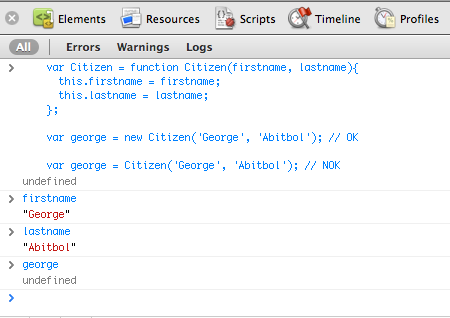 Elements Resources Scripts Timeline Profiles
All Errors Warnings Logs
> var Citizen = function Citizen(firstname, lastname){
this.firstname = firstname;
this.lastname = lastname;
};
var george = new Citizen('George', 'Abitbol'); // OK
var george = Citizen('George', 'Abitbol'); // NOK
undefined
> firstname
"George"
> lastname
"Abitbol"
> george
undefined
>